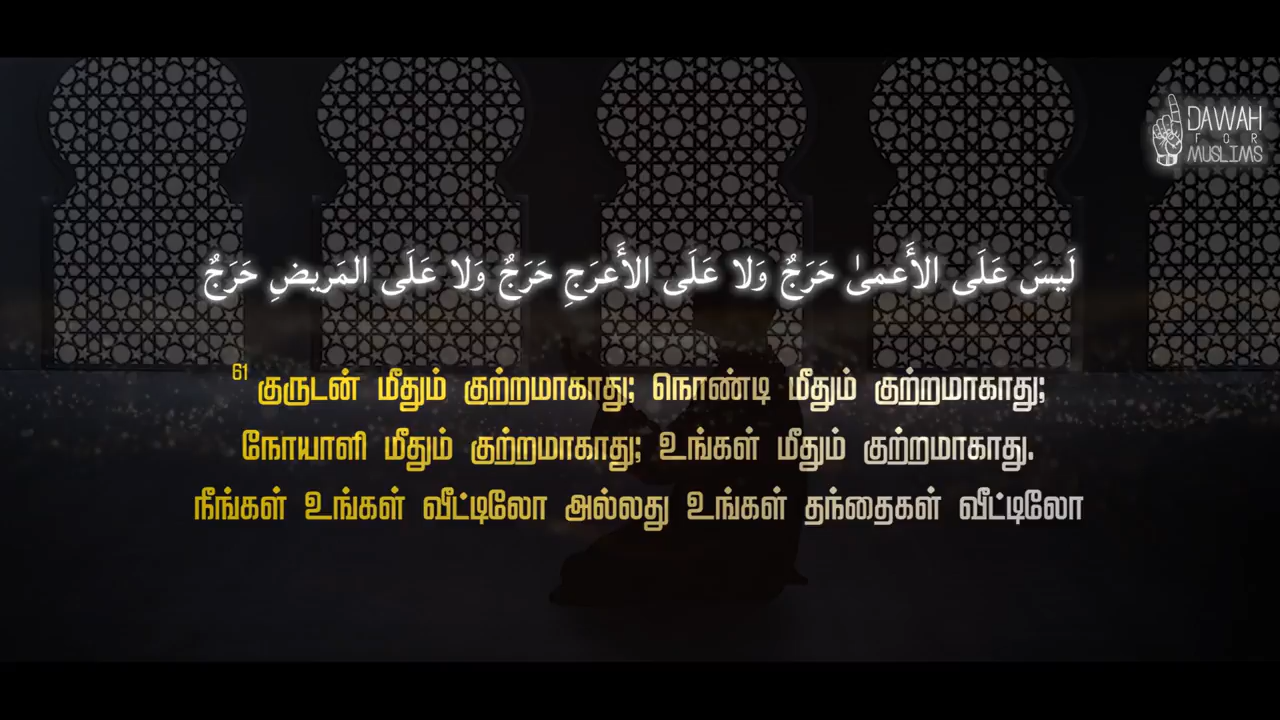 DAWAH
FOR
MUSLIMS
لَيسَ عَلَى الأَعمىٰ حَرَجٌ وَلا عَلَى الأَعرَجِ حَرَجٌ وَلا عَلَى المَريضِ حَرَجٌ
61 குருடன் மீதும் குற்றமாகாது; நொண்டி மீதும் குற்றமாகாது;
நோயாளி மீதும் குற்றமாகாது; உங்கள் மீதும் குற்றமாகாது.
நீங்கள் உங்கள் வீட்டிலோ அல்லது உங்கள் தந்தைகள் வீட்டிலோ